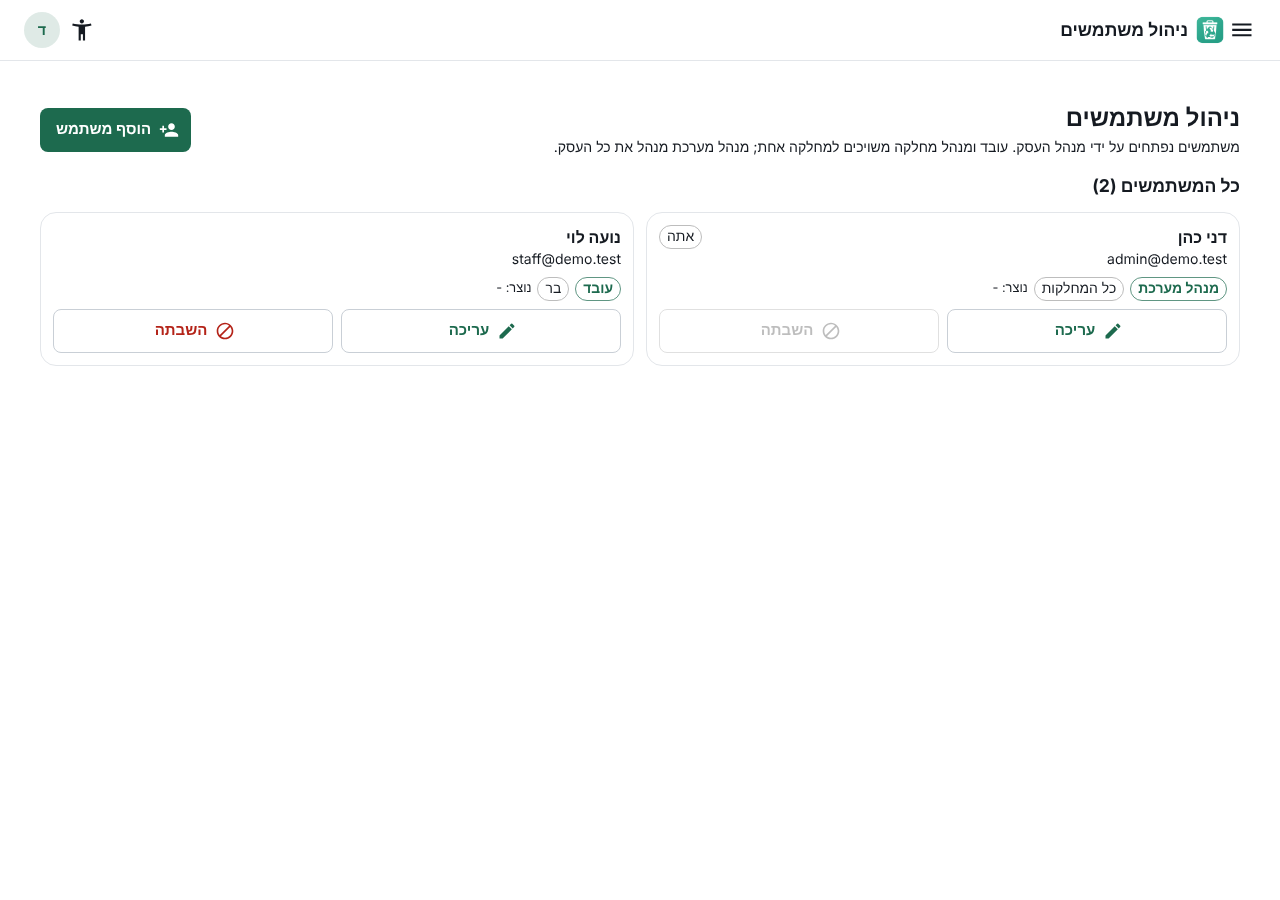 ניהול משתמשים
ד
ניהול משתמשים
משתמשים נפתחים על ידי מנהל העסק. עובד ומנהל מחלקה משויכים למחלקה אחת; מנהל מערכת מנהל את כל העסק.
הוסף משתמש
כל המשתמשים (2)
דני כהן
אתה
admin@demo.test
מנהל מערכת כל המחלקות נוצר: -
עריכה
השבתה
נועה לוי
staff@demo.test
עובד בר נוצר: -
עריכה
השבתה